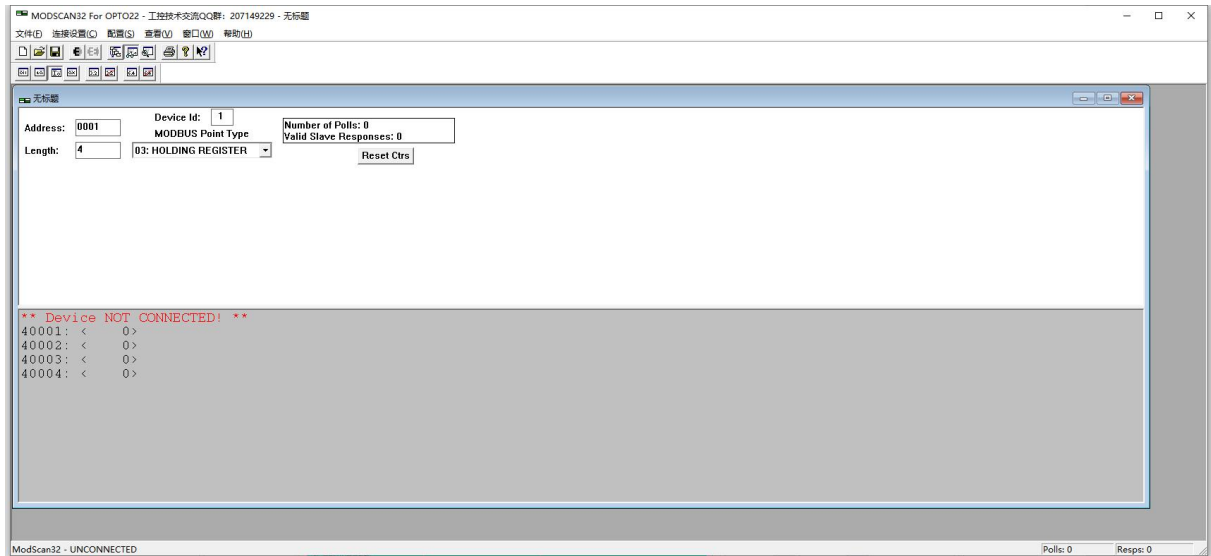 MODSCAN32 For OPTO22 - 工控技术交流QQ群：207149229 - 无标题
文件(F) 连接设置(C) 配置(S) 查看(V) 窗口(W) 帮助(H)
无标题
Address: 0001
Device Id: 1
MODBUS Point Type
Length: 4
03: HOLDING REGISTER
Number of Polls: 0
Valid Slave Responses: 0
Reset Ctrs
** Device NOT CONNECTED! **
40001: < 0>
40002: < 0>
40003: < 0>
40004: < 0>
ModScan32 - UNCONNECTED
Polls: 0
Resps: 0